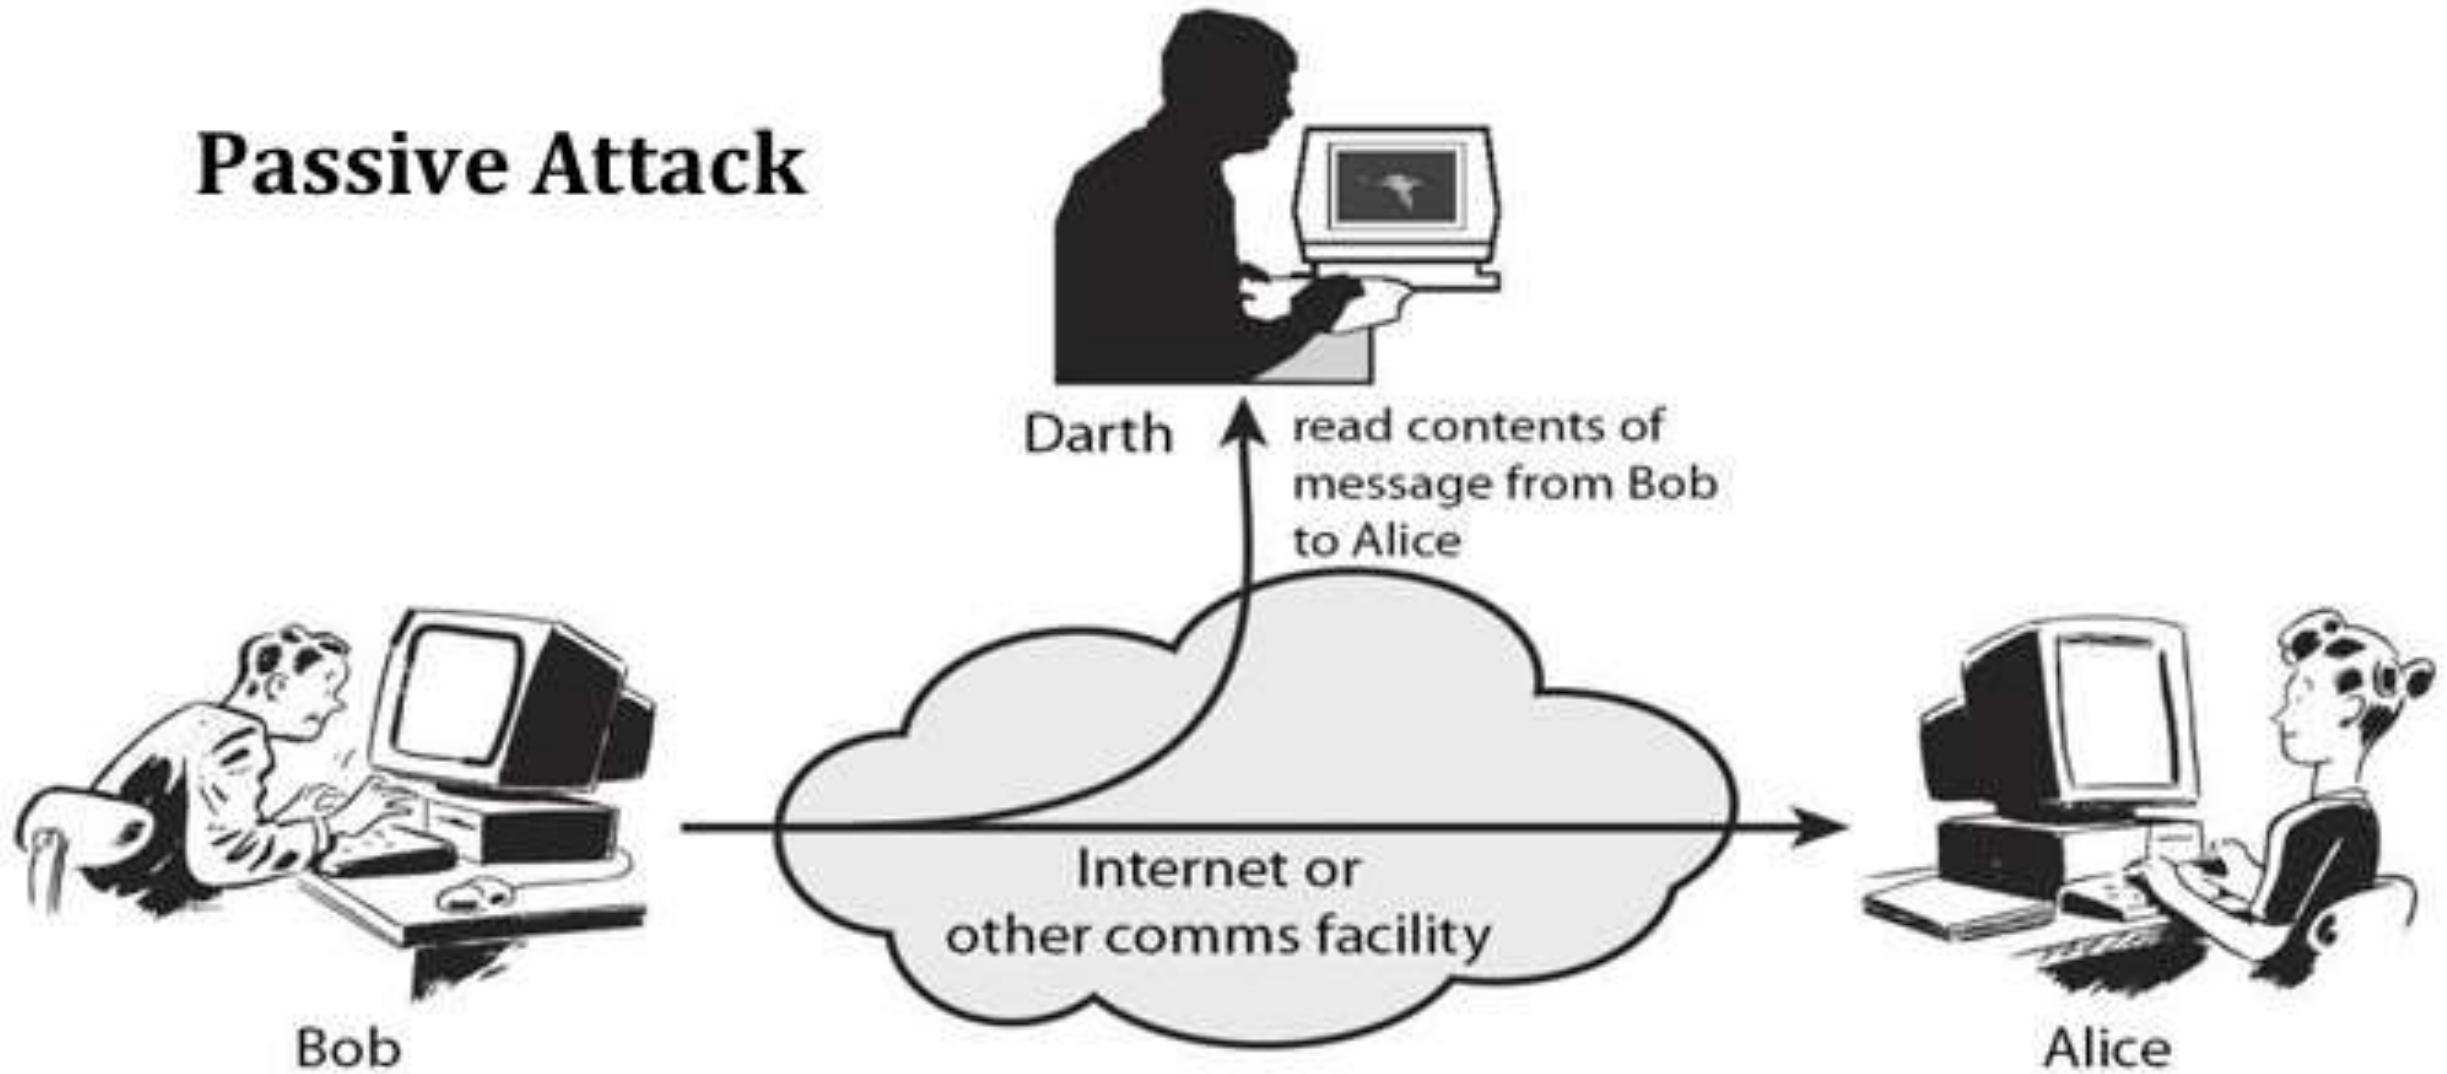 Passive Attack
Darth
read contents of
message from Bob
to Alice
Internet or
other comms facility
Bob
Alice